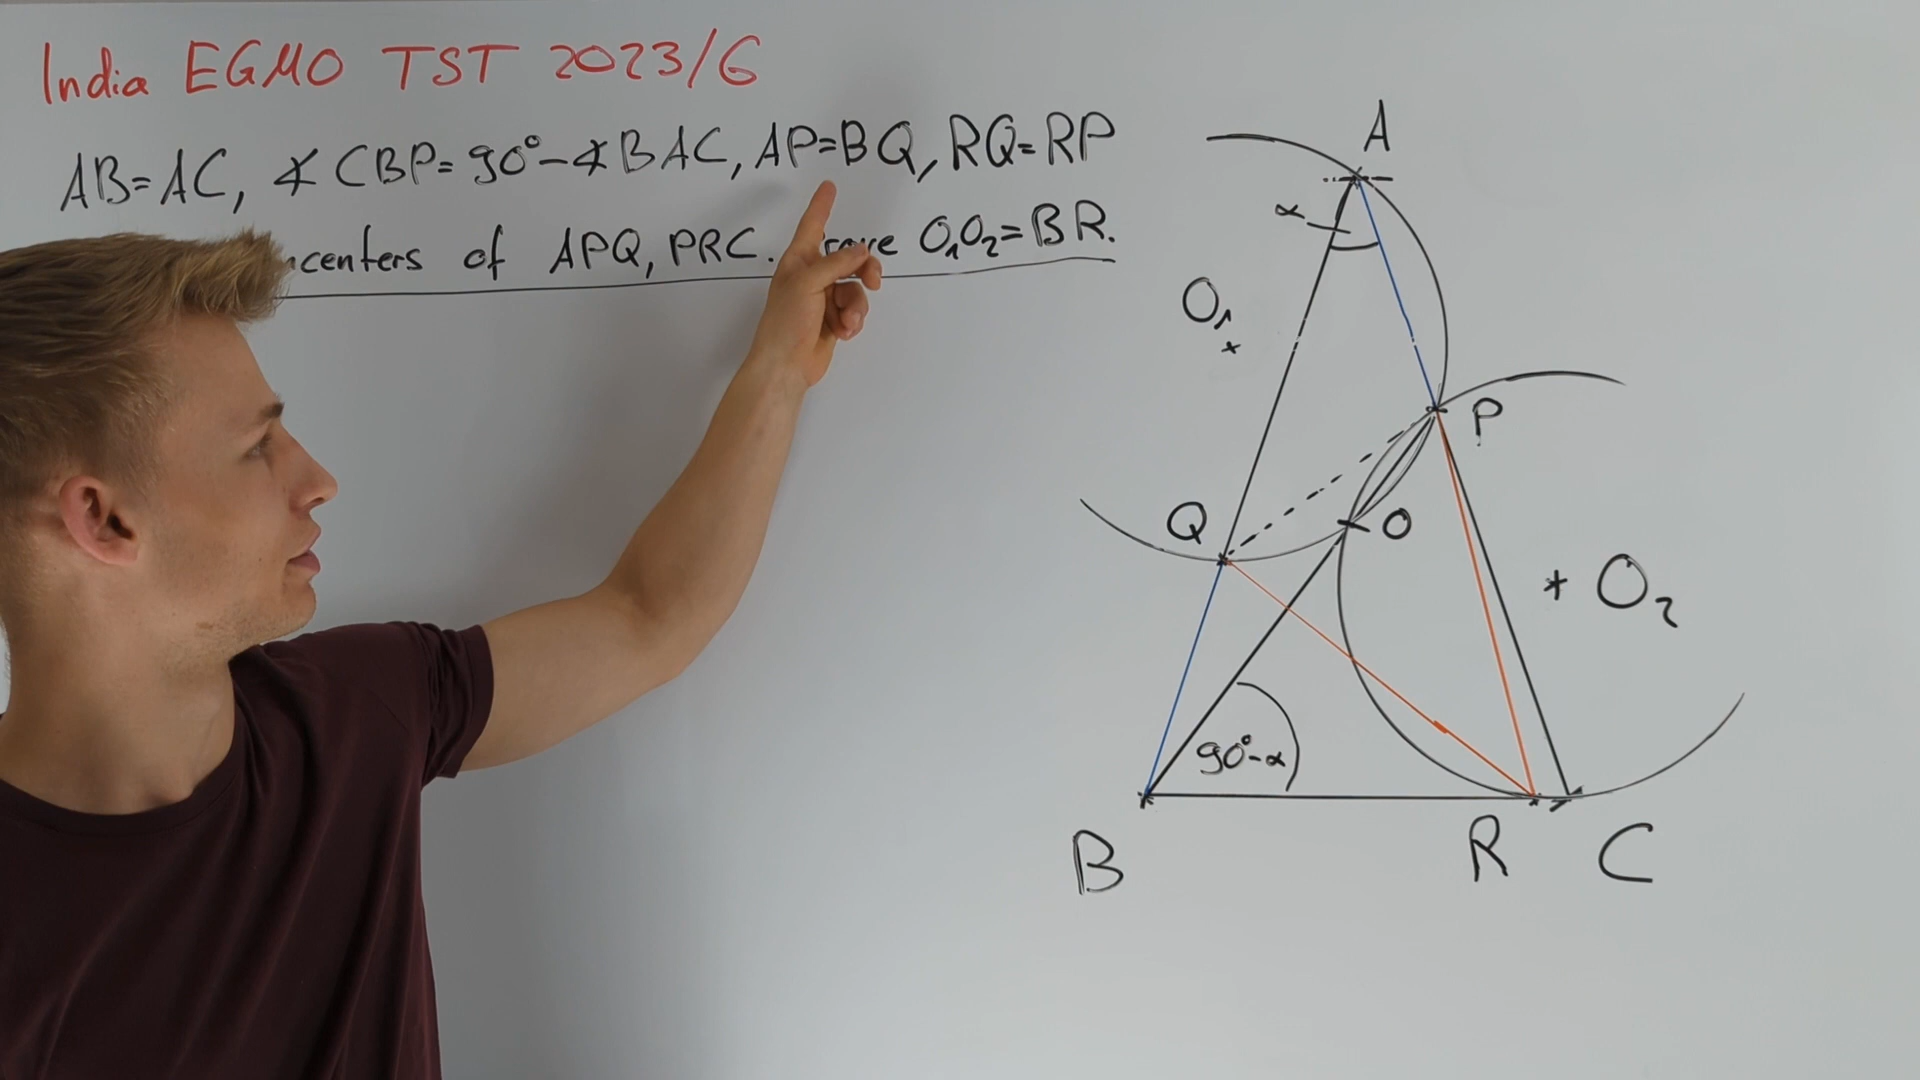 India EGMO TST 2023/6
AB=AC, ∡CBP=90°-∡BAC, AP=BQ, RQ=RP
of APQ, PRC. O₁O₂=BR.
A
α
O₁
P
Q
O
O₂
90°-α
B
R
C